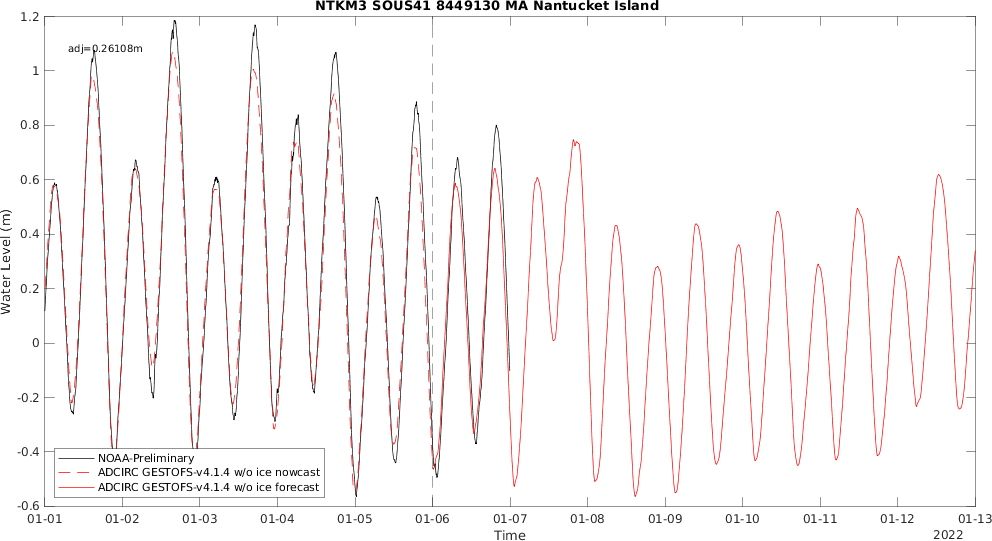 NTKM3 SOUS41 8449130 MA Nantucket Island
1.2
adj=0.26108m
1
0.8
0.6
0.4
0.2
0
-0.2
-0.4
-0.6
Water Level (m)
NOAA-Preliminary
ADCIRC GESTOFS-v4.1.4 w/o ice nowcast
ADCIRC GESTOFS-v4.1.4 w/o ice forecast
01-01 01-02 01-03 01-04 01-05 01-06 01-07 01-08 01-09 01-10 01-11 01-12 01-13
Time
2022